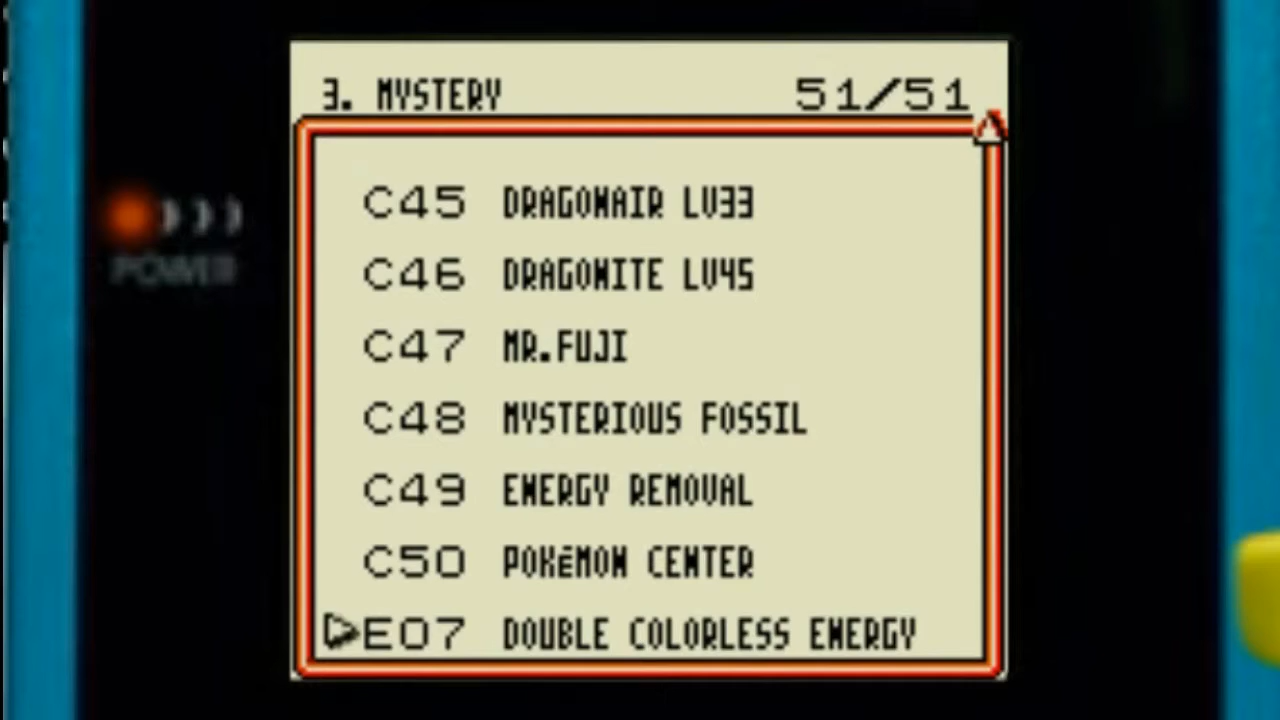 3. MYSTERY 51/51
C45 DRAGONAIR LV33
C46 DRAGONITE LV45
POWER
C47 MR.FUJI
C48 MYSTERIOUS FOSSIL
C49 ENERGY REMOVAL
C50 POKéMON CENTER
E07 DOUBLE COLORLESS ENERGY